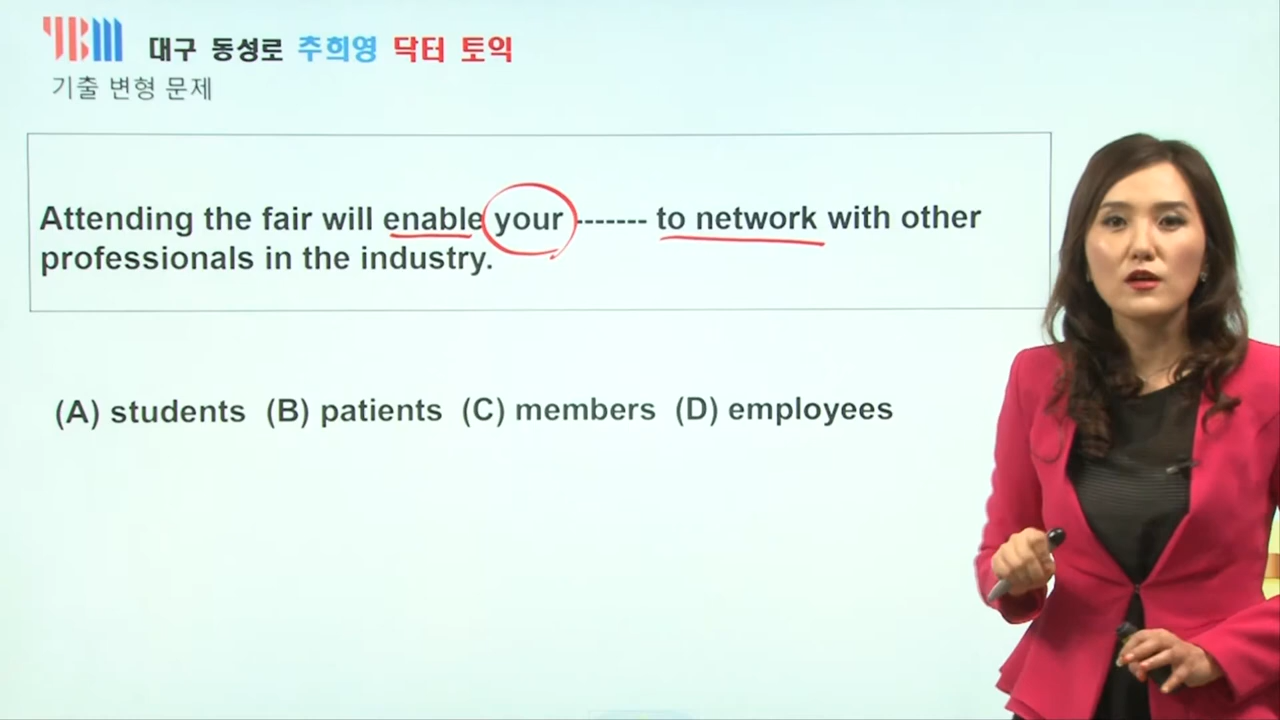 YBM 대구 동성로 추희영 닥터 토익
기출 변형 문제
Attending the fair will enable your ------- to network with other
professionals in the industry.
(A) students (B) patients (C) members (D) employees